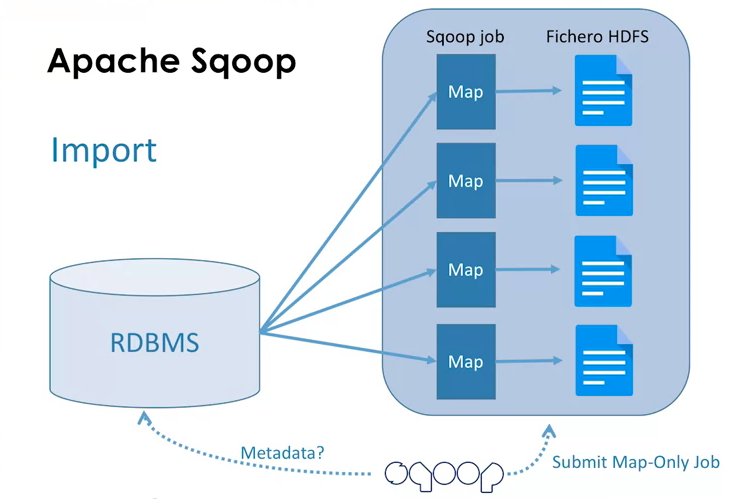 Apache Sqoop
Import
Sqoop job
Fichero HDFS
Map
Map
Map
Map
RDBMS
Metadata?
sqoop
Submit Map-Only Job